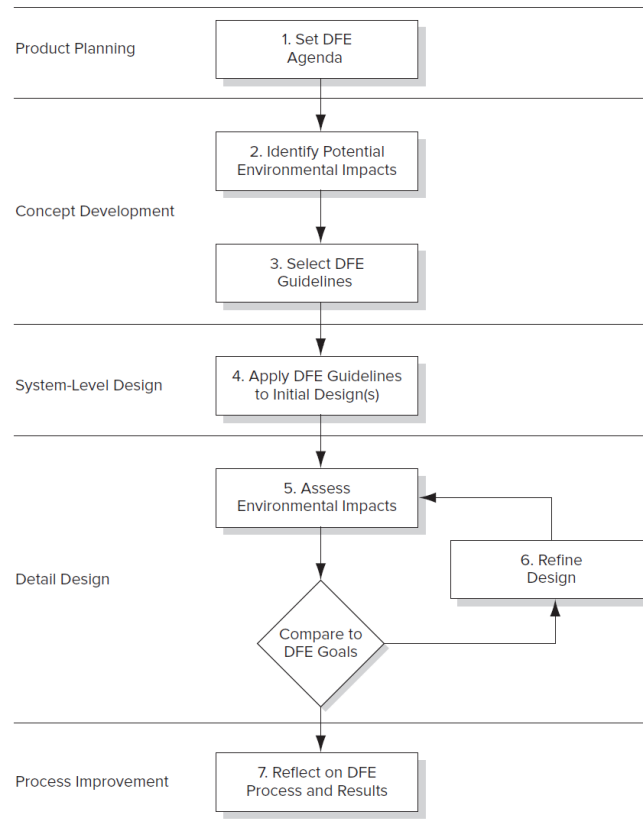 Product Planning
1. Set DFE
Agenda
2. Identify Potential
Environmental Impacts
Concept Development
3. Select DFE
Guidelines
System-Level Design
4. Apply DFE Guidelines
to Initial Design(s)
5. Assess
Environmental Impacts
6. Refine
Design
Detail Design
Compare to
DFE Goals
Process Improvement
7. Reflect on DFE
Process and Results